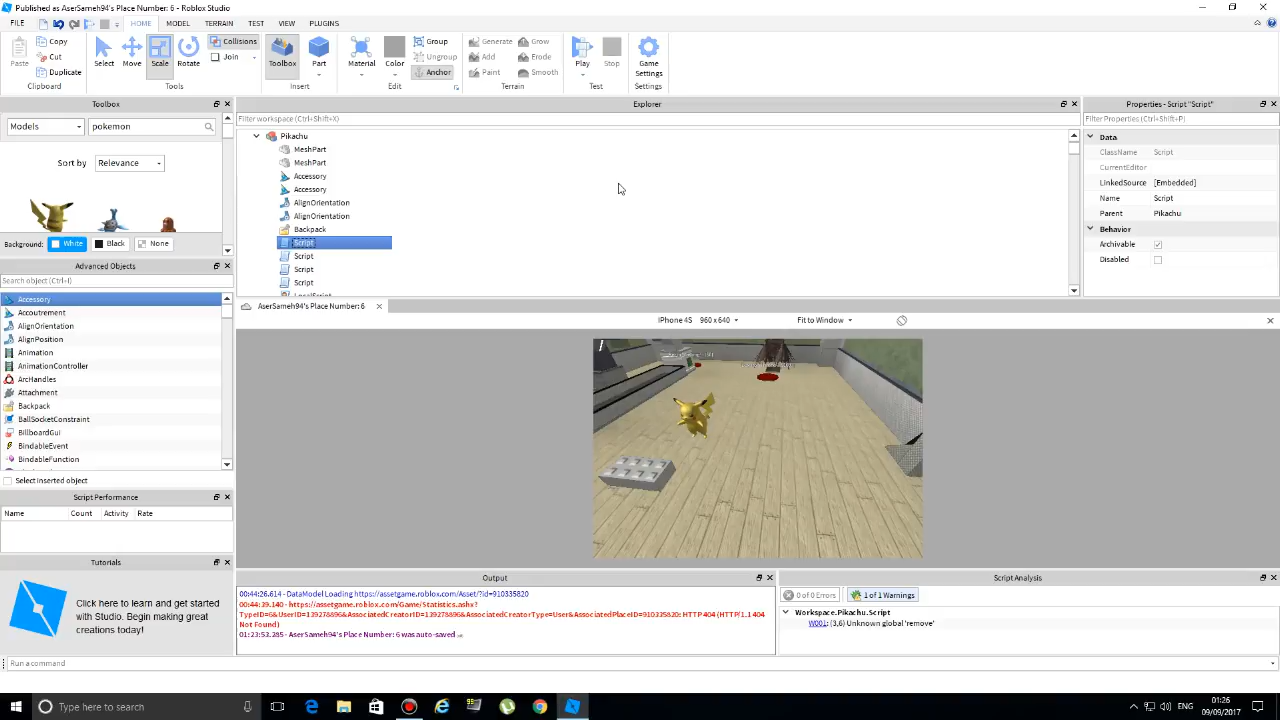 Published as AserSameh94's Place Number: 6 - Roblox Studio
FILE HOME MODEL TERRAIN TEST VIEW PLUGINS
Paste Copy Cut Duplicate Clipboard
Select Move Scale Rotate Collisions Join Tools
Toolbox Part Insert
Material Color Group Ungroup Anchor Edit
Generate Grow Add Erode Paint Smooth Terrain
Play Stop Test
Game Settings Settings
Toolbox
Models pokemon
Sort by Relevance
Background: White Black None
Advanced Objects
Search object (Ctrl+I)
Accessory
Accoutrement
AlignOrientation
AlignPosition
Animation
AnimationController
ArcHandles
Attachment
Backpack
BallSocketConstraint
BillboardGui
BindableEvent
BindableFunction
Select inserted object
Script Performance
Name Count Activity Rate
Tutorials
Click here to learn and get started
with Studio. Begin making great
creations today!
Explorer
Filter workspace (Ctrl+Shift+X)
Pikachu
MeshPart
MeshPart
Accessory
Accessory
AlignOrientation
AlignOrientation
Backpack
Script
Script
Script
Script
LocalScript
AserSameh94's Place Number: 6
iPhone 4S 960 x 640 Fit to Window
Output
00:44:26.614 - DataModel Loading https://assetgame.roblox.com/Asset/?id=910335820
00:44:39.140 - https://assetgame.roblox.com/Game/Statistics.ashx?
TypeID=6&UserID=139278896&AssociatedCreatorID=139278896&AssociatedCreatorType=User&AssociatedPlaceID=910335820: HTTP 404 (HTTP/1.1 404
Not Found)
01:23:53.285 - AserSameh94's Place Number: 6 was auto-saved
Script Analysis
0 of 0 Errors 1 of 1 Warnings
Workspace.Pikachu.Script
W001: (3,6) Unknown global 'remove'
Properties - Script "Script"
Filter Properties (Ctrl+Shift+P)
Data
ClassName Script
CurrentEditor
LinkedSource [Embedded]
Name Script
Parent Pikachu
Behavior
Archivable
Disabled
Run a command
Type here to search
ENG
01:26
09/09/2017